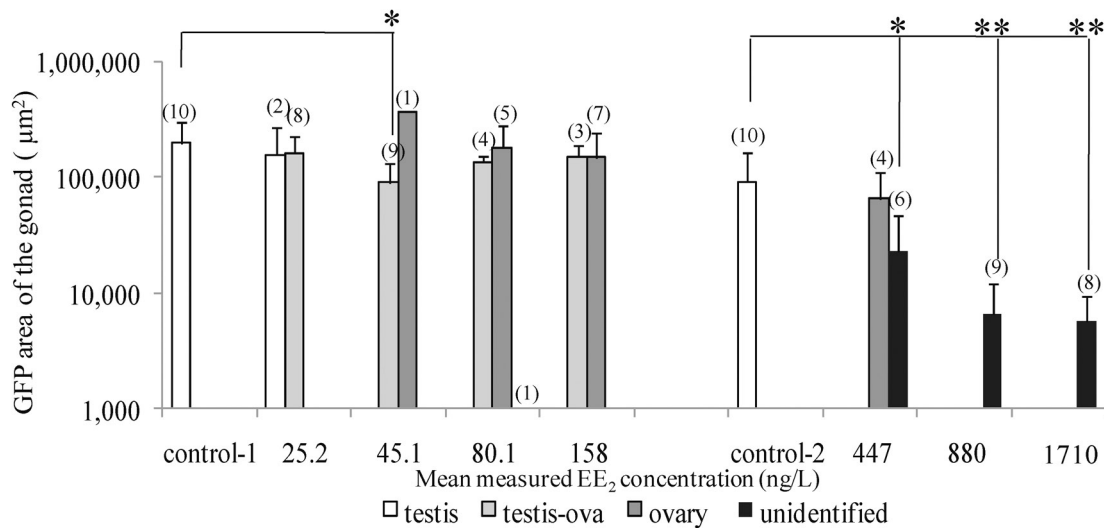 * * ** **
1,000,000
100,000
10,000
1,000
GFP area of the gonad ( μm²)
(10) (2) (8) (9) (1) (4) (5) (1) (3) (7) (10) (4) (6) (9) (8)
control-1 25.2 45.1 80.1 158 control-2 447 880 1710
Mean measured EE₂ concentration (ng/L)
testis testis-ova ovary unidentified